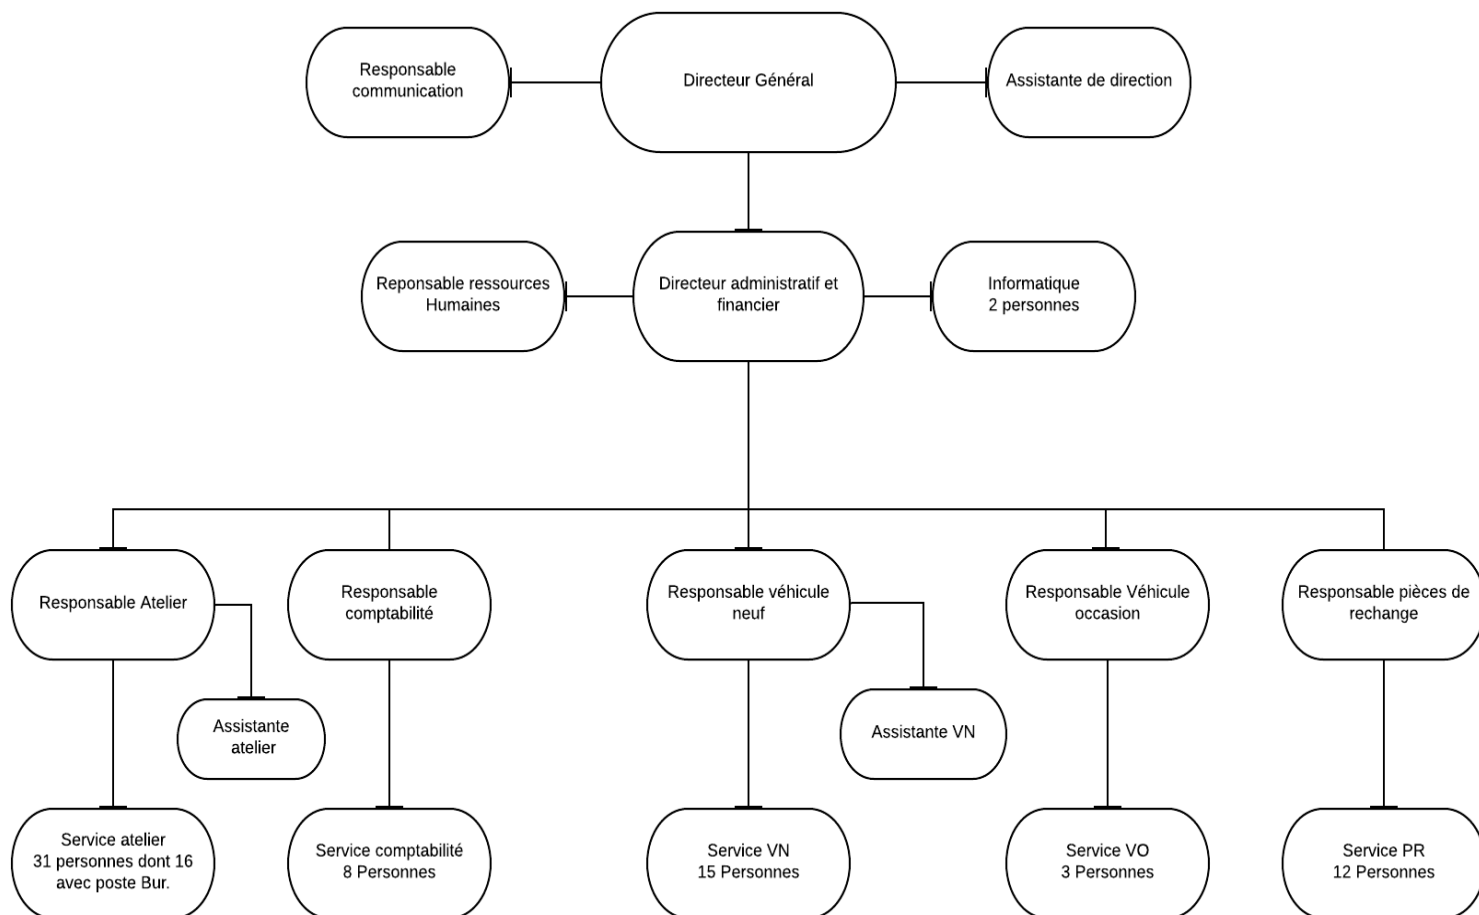 Responsable
communication
Directeur Général
Assistante de direction
Reponsable ressources
Humaines
Directeur administratif et
financier
Informatique
2 personnes
Responsable Atelier
Responsable
comptabilité
Responsable véhicule
neuf
Responsable Véhicule
occasion
Responsable pièces de
rechange
Assistante
atelier
Assistante VN
Service atelier
31 personnes dont 16
avec poste Bur.
Service comptabilité
8 Personnes
Service VN
15 Personnes
Service VO
3 Personnes
Service PR
12 Personnes